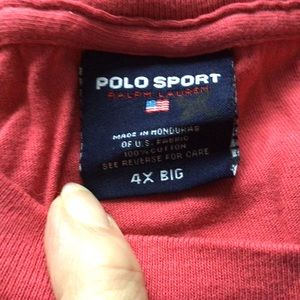 POLO SPORT
RALPH LAUREN
MADE IN HONDURAS
OF U.S. FABRIC
100% COTTON
SEE REVERSE FOR CARE
4X BIG